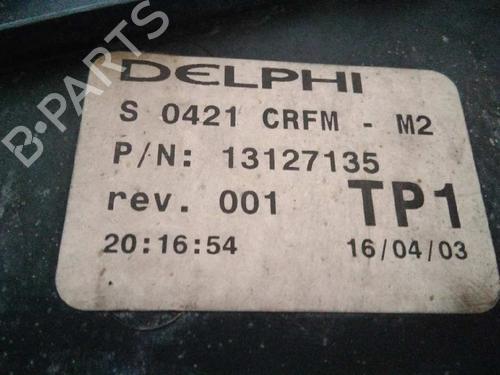 DELPHI
S 0421 CRFM - M2
P/N: 13127135
rev. 001 TP1
20:16:54 16/04/03
B-PARTS